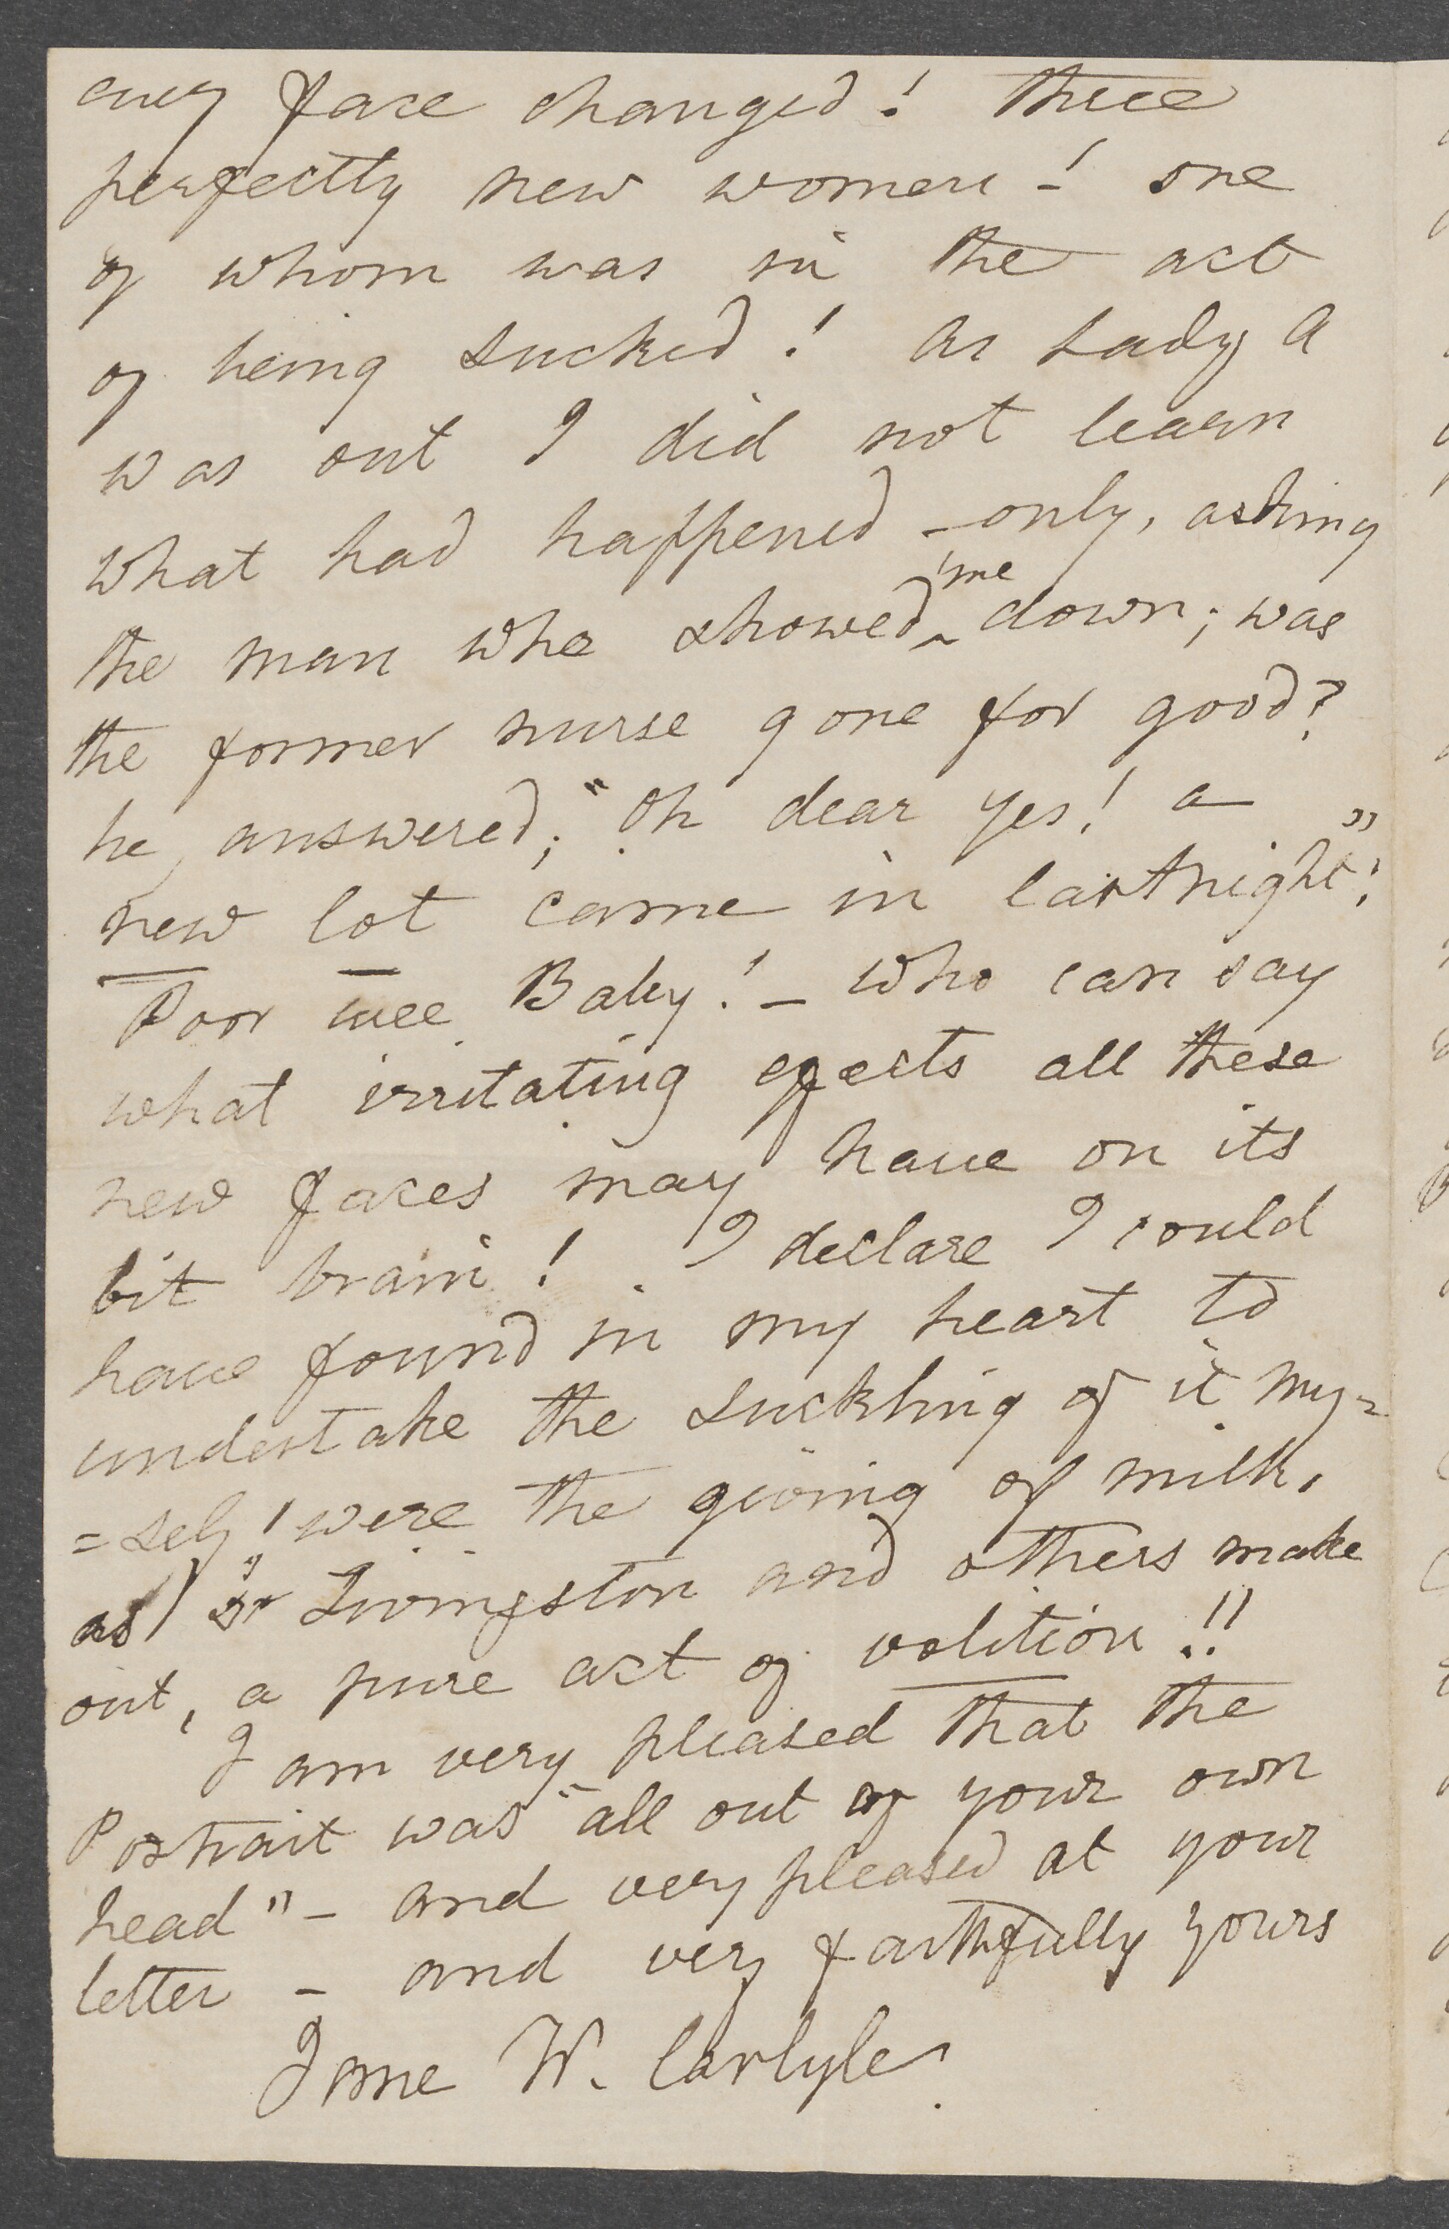 every face changed! three
perfectly new women—! one
of whom was in the act
of being sucked! As Lady A
was out I did not learn
what had happened—only, asking
the man who showed ^me down; was
the former nurse gone for good?
he answered; "Oh dear yes! a
new lot came in last night"!
Poor wee Baby!—who can say
what irritating effects all these
new faces may have on its
bit brain! I declare I could
have found in my heart to
undertake the suckling of it my=
=self! were the giving of milk,
as Dr Livingston and others make
out, a pure act of volition!!
I am very pleased that the
Portrait was "all out of your own
head"—and very pleased at your
letter—and very faithfully yours
Jane W. Carlyle.